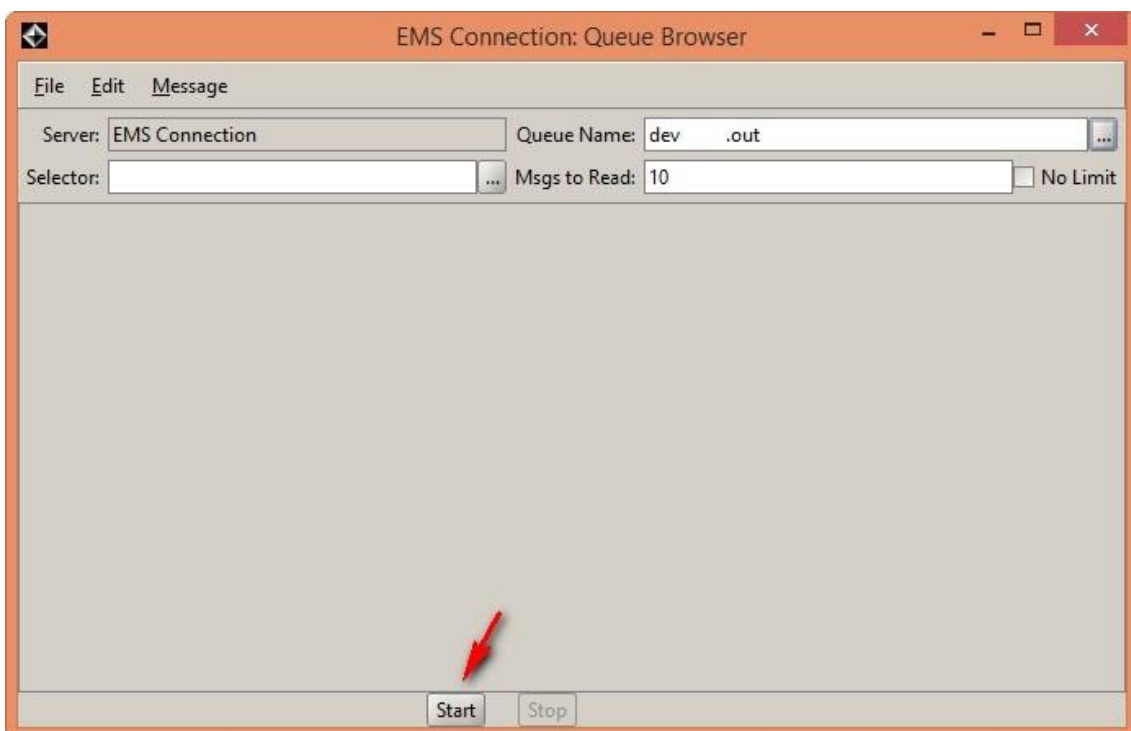 EMS Connection: Queue Browser
File Edit Message
Server: EMS Connection Queue Name: dev .out ...
Selector: ... Msgs to Read: 10 No Limit
Start Stop